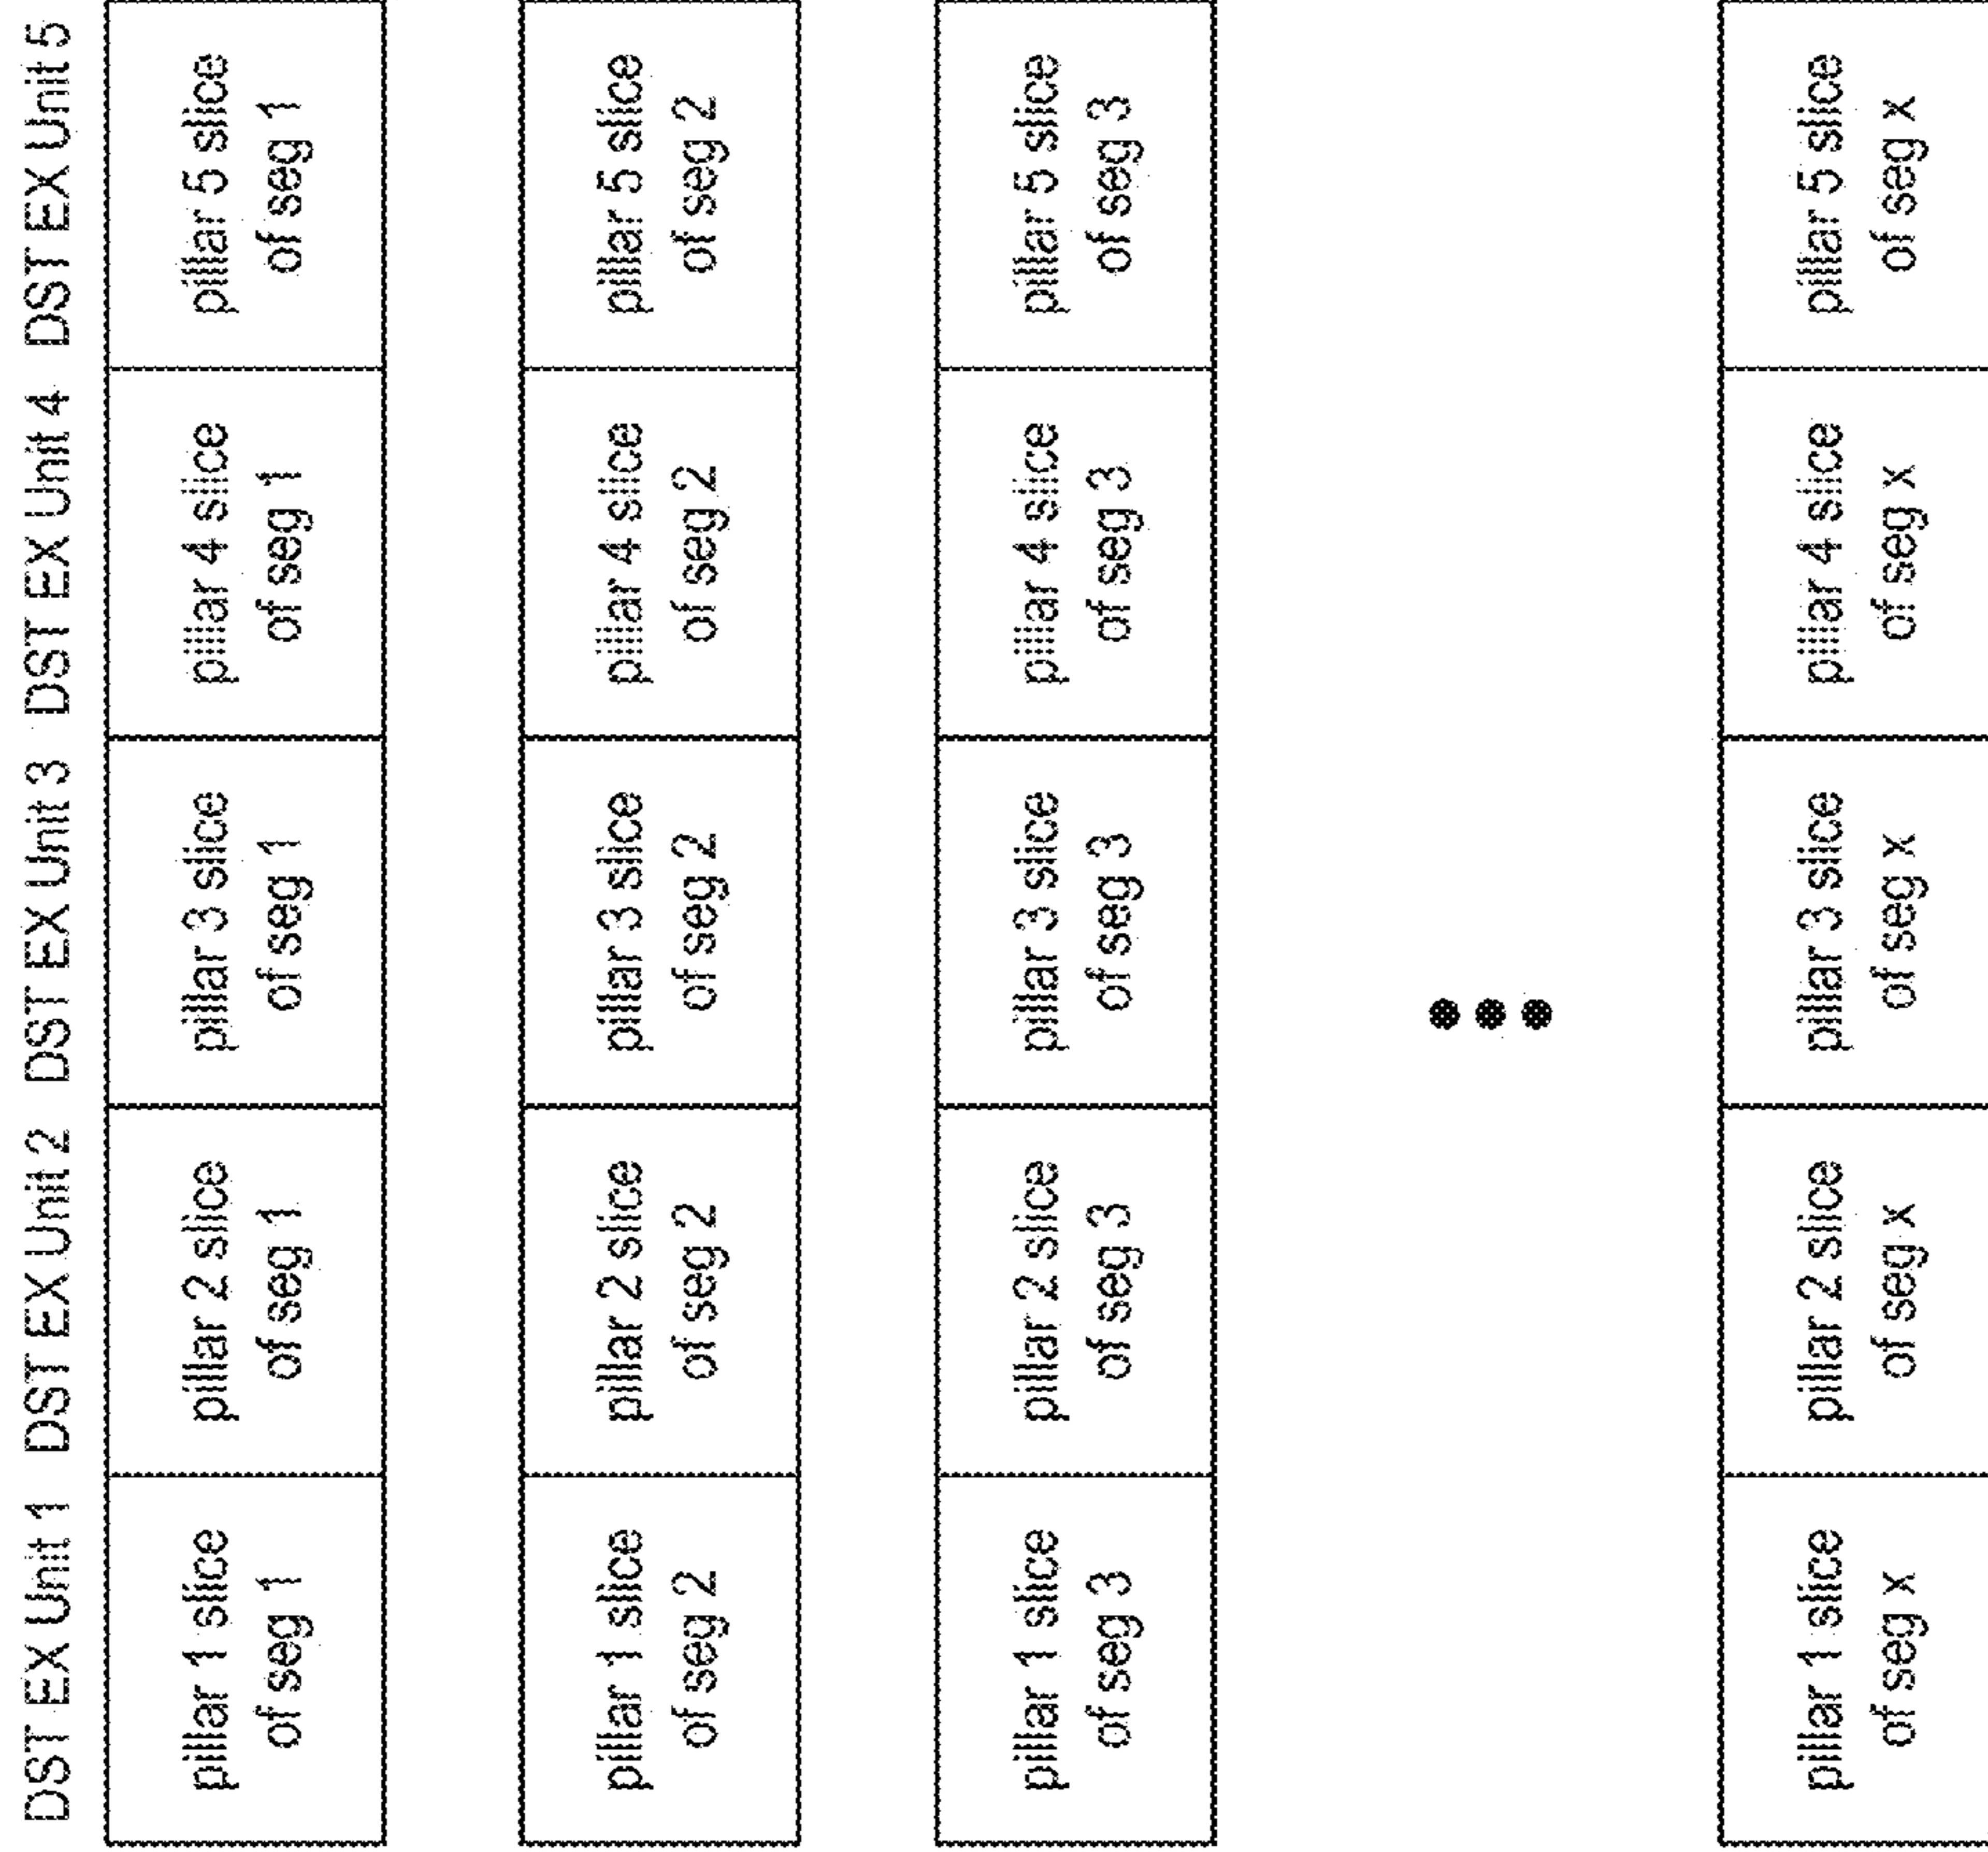 DST EX Unit 1 DST EX Unit 2 DST EX Unit 3 DST EX Unit 4 DST EX Unit 5
pillar 1 slice
of seg 1
pillar 2 slice
of seg 1
pillar 3 slice
of seg 1
pillar 4 slice
of seg 1
pillar 5 slice
of seg 1
pillar 1 slice
of seg 2
pillar 2 slice
of seg 2
pillar 3 slice
of seg 2
pillar 4 slice
of seg 2
pillar 5 slice
of seg 2
pillar 1 slice
of seg 3
pillar 2 slice
of seg 3
pillar 3 slice
of seg 3
pillar 4 slice
of seg 3
pillar 5 slice
of seg 3
pillar 1 slice
of seg x
pillar 2 slice
of seg x
pillar 3 slice
of seg x
pillar 4 slice
of seg x
pillar 5 slice
of seg x